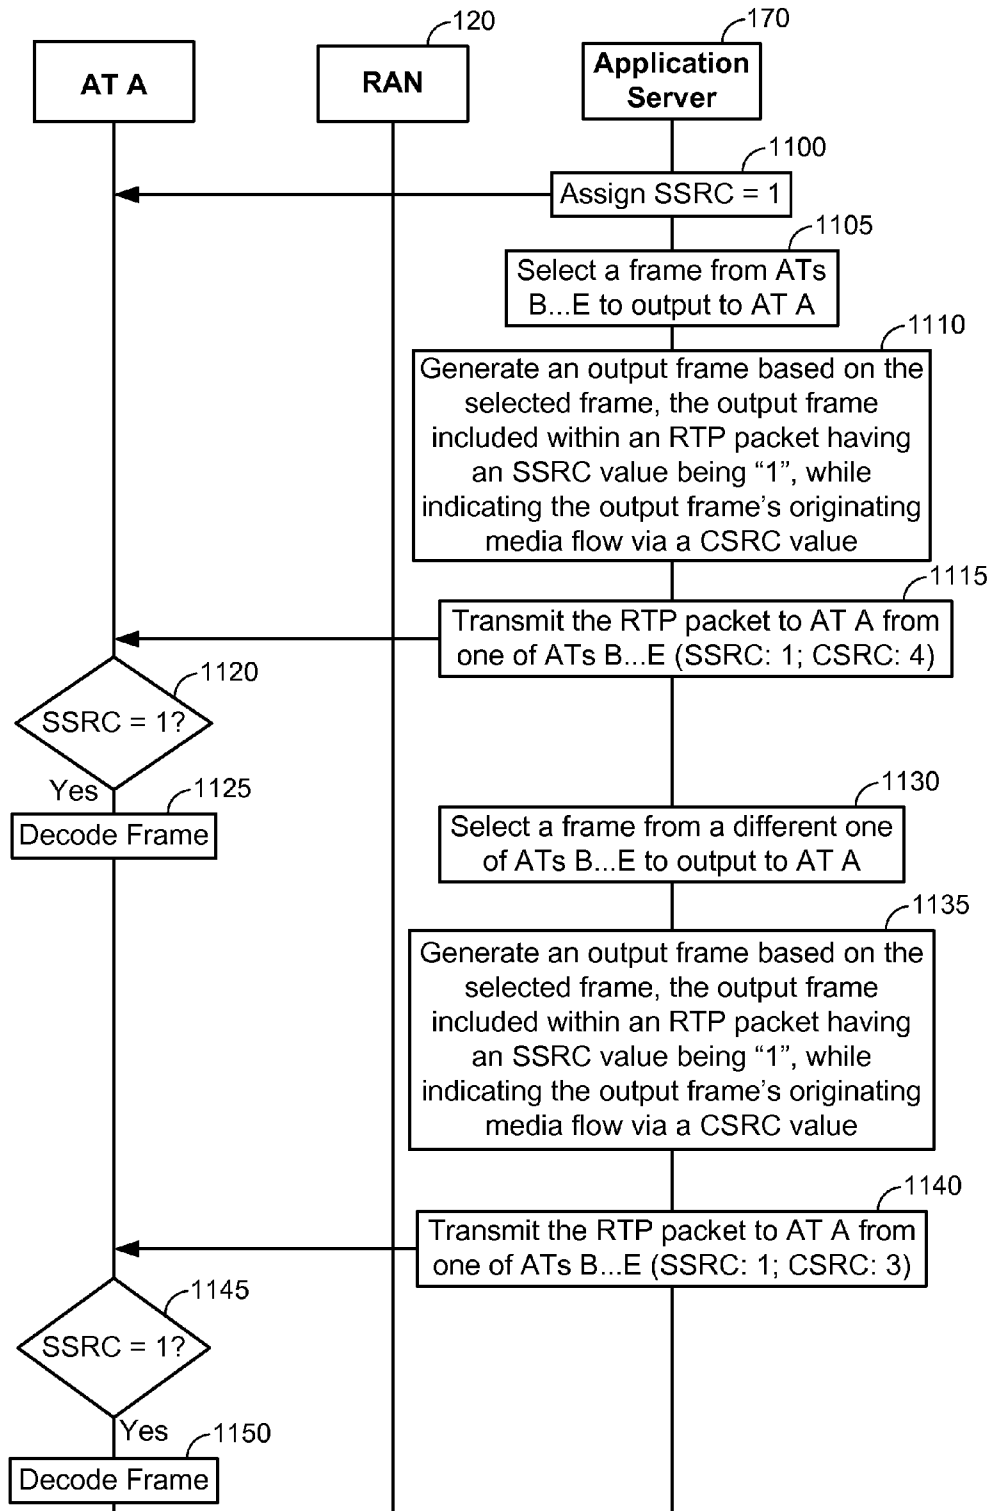 120
170
AT A
RAN
Application
Server
1100
Assign SSRC = 1
1105
Select a frame from ATs
B...E to output to AT A
1110
Generate an output frame based on the
selected frame, the output frame
included within an RTP packet having
an SSRC value being “1”, while
indicating the output frame’s originating
media flow via a CSRC value
1115
Transmit the RTP packet to AT A from
one of ATs B...E (SSRC: 1; CSRC: 4)
1120
SSRC = 1?
Yes
1125
Decode Frame
1130
Select a frame from a different one
of ATs B...E to output to AT A
1135
Generate an output frame based on the
selected frame, the output frame
included within an RTP packet having
an SSRC value being “1”, while
indicating the output frame’s originating
media flow via a CSRC value
1140
Transmit the RTP packet to AT A from
one of ATs B...E (SSRC: 1; CSRC: 3)
1145
SSRC = 1?
Yes
1150
Decode Frame